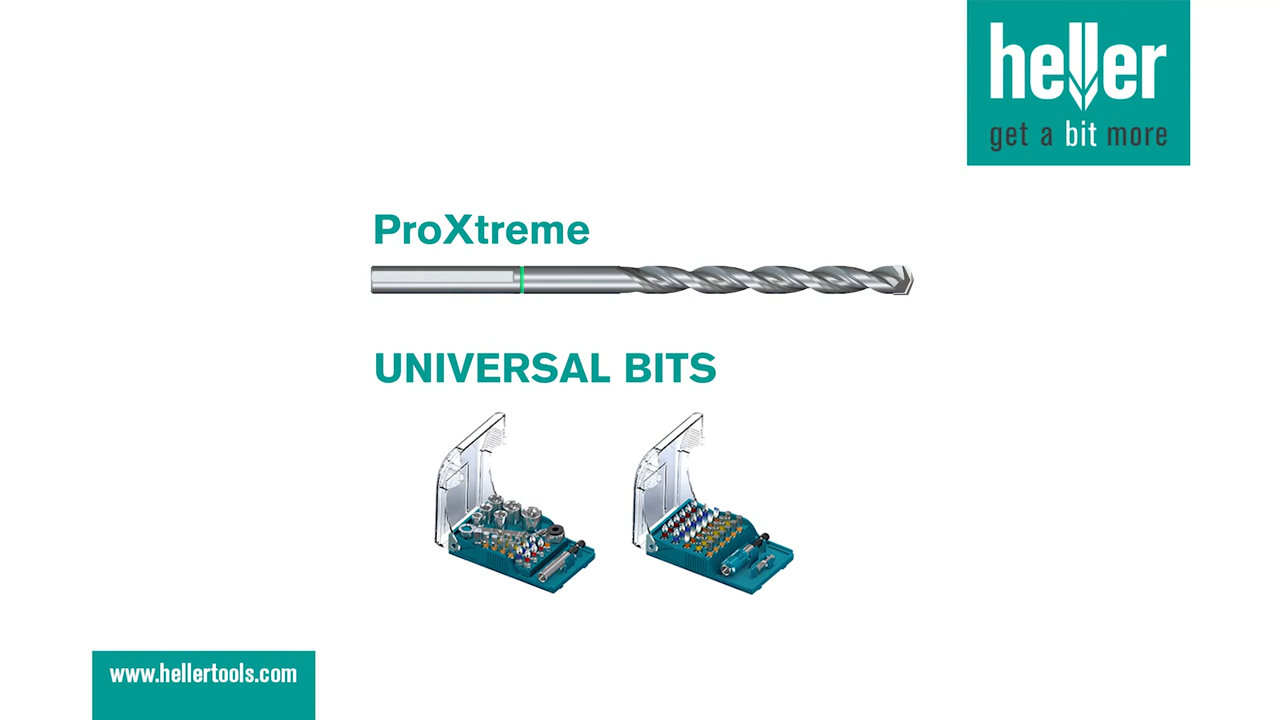 heller
get a bit more
ProXtreme
UNIVERSAL BITS
www.hellertools.com